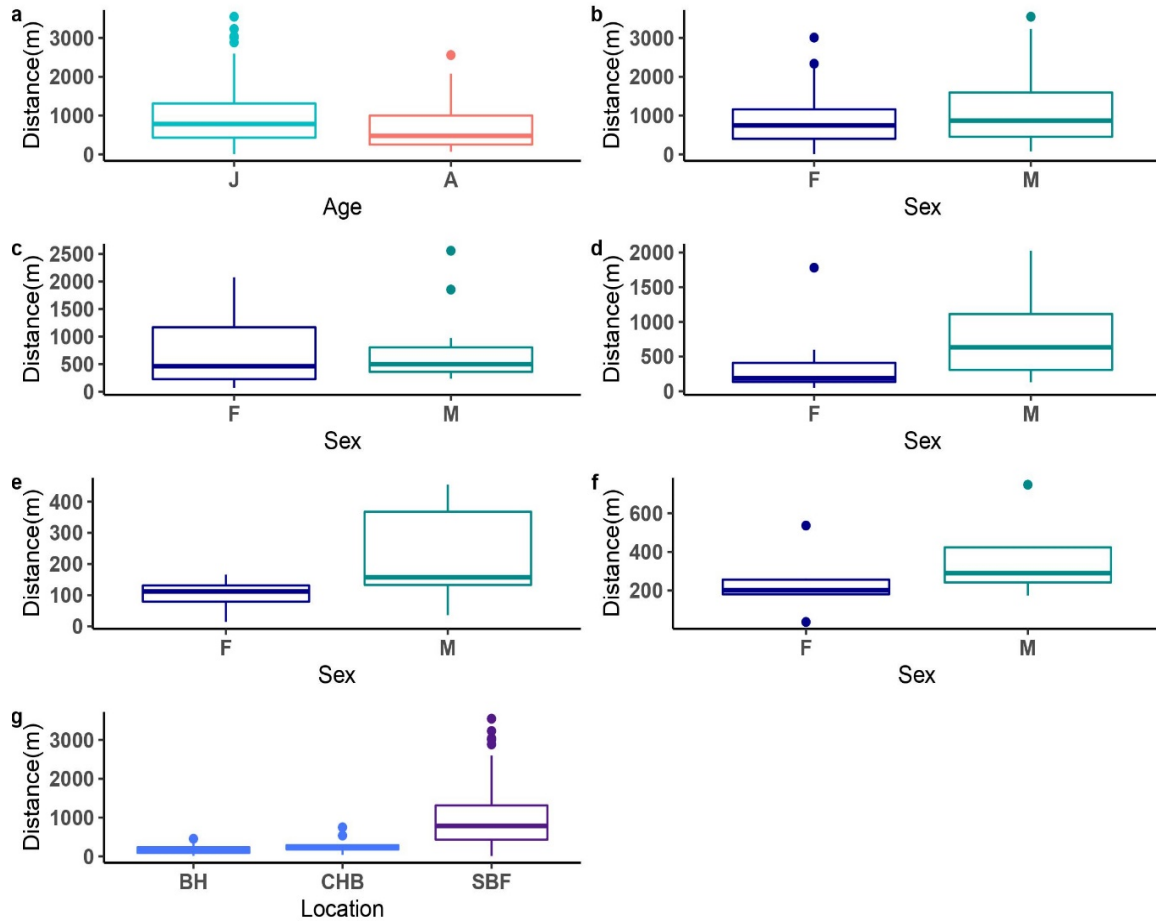 a
Distance(m)
3000
2000
1000
0
J
A
Age
b
Distance(m)
3000
2000
1000
0
F
M
Sex
c
Distance(m)
2500
2000
1500
1000
500
0
F
M
Sex
d
Distance(m)
2000
1500
1000
500
0
F
M
Sex
e
Distance(m)
400
300
200
100
0
F
M
Sex
f
Distance(m)
600
400
200
F
M
Sex
g
Distance(m)
3000
2000
1000
0
BH
CHB
SBF
Location